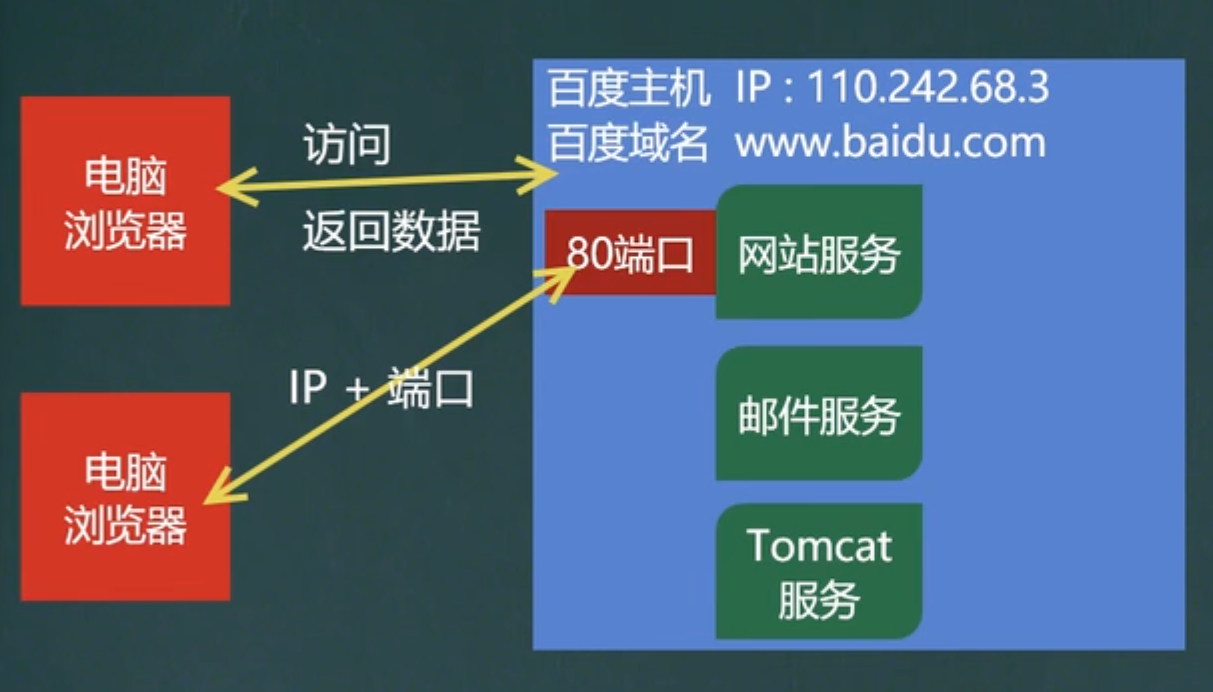 百度主机 IP : 110.242.68.3
百度域名 www.baidu.com
电脑
浏览器
访问
返回数据
80端口
网站服务
IP + 端口
邮件服务
电脑
浏览器
Tomcat
服务